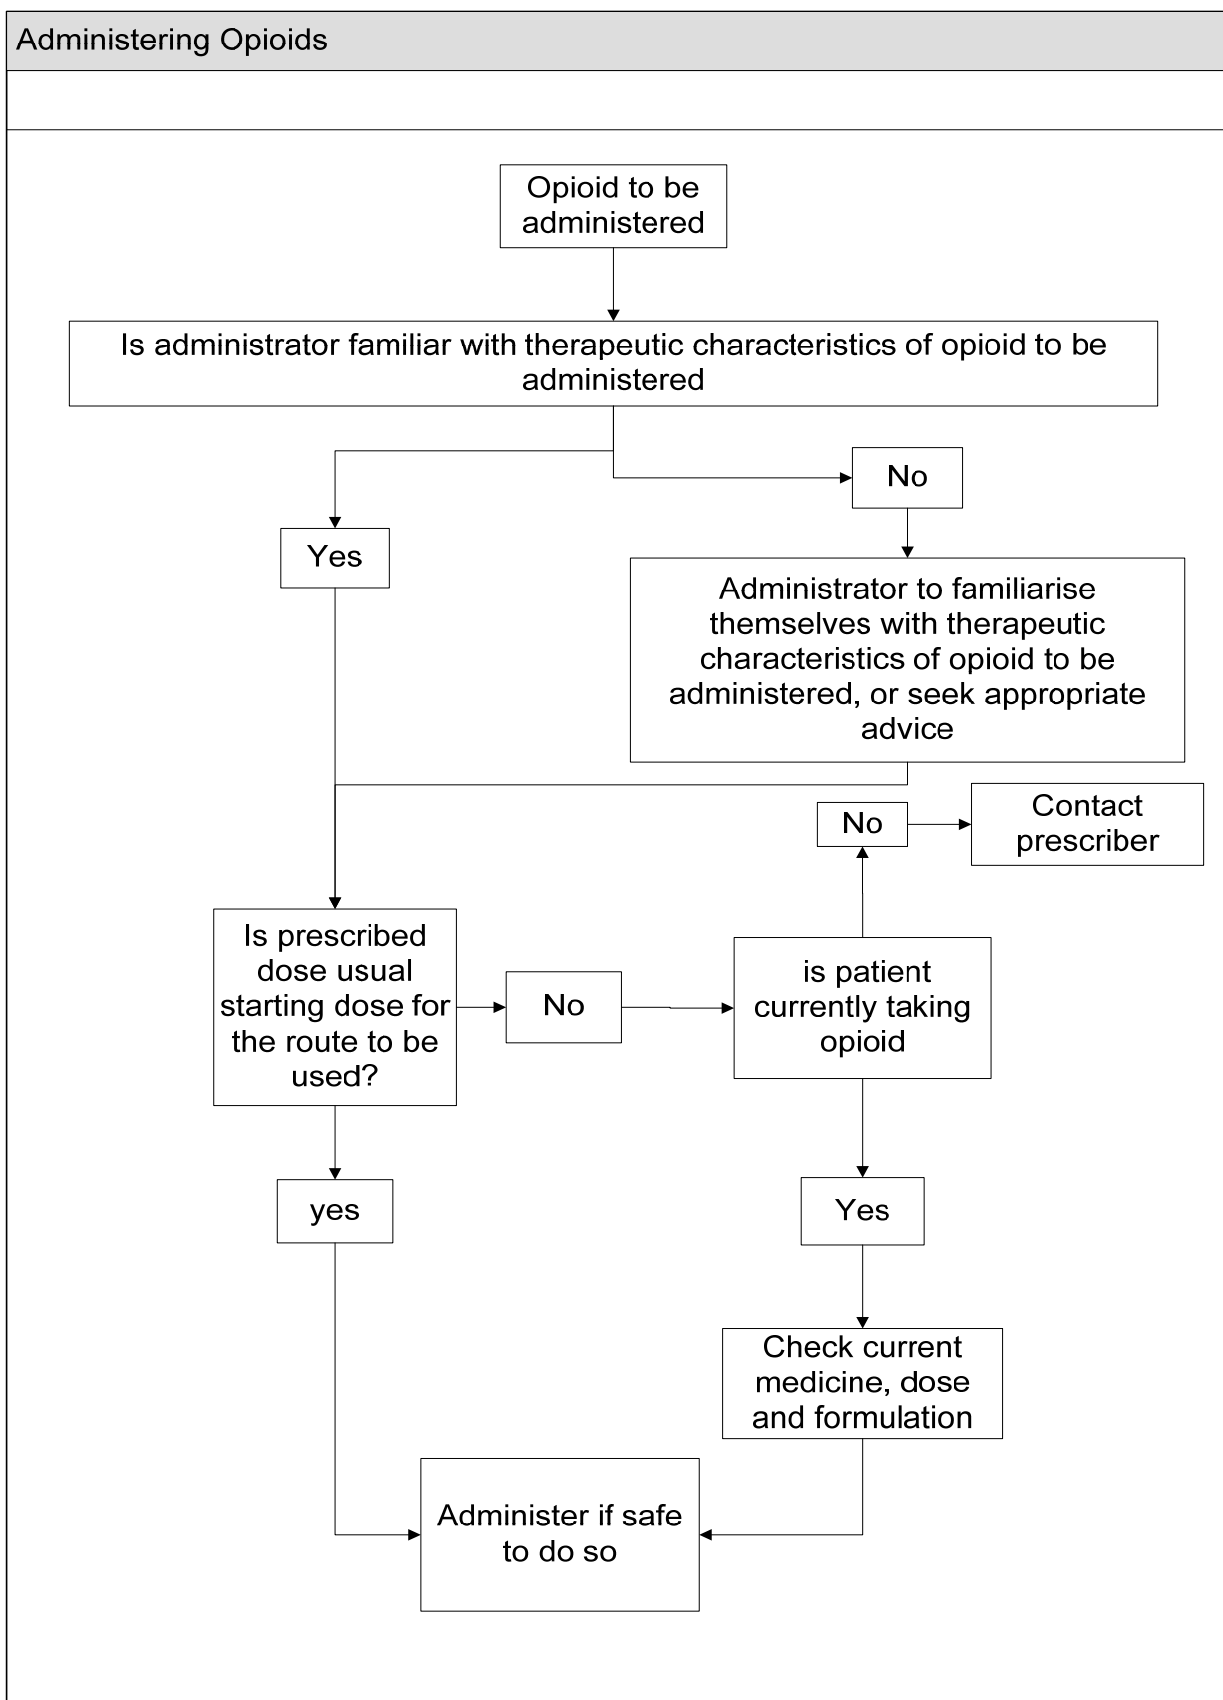 Administering Opioids
Opioid to be
administered
Is administrator familiar with therapeutic characteristics of opioid to be
administered
No
Yes
Administrator to familiarise
themselves with therapeutic
characteristics of opioid to be
administered, or seek appropriate
advice
No
Contact
prescriber
Is prescribed
dose usual
starting dose for
the route to be
used?
No
is patient
currently taking
opioid
yes
Yes
Check current
medicine, dose
and formulation
Administer if safe
to do so